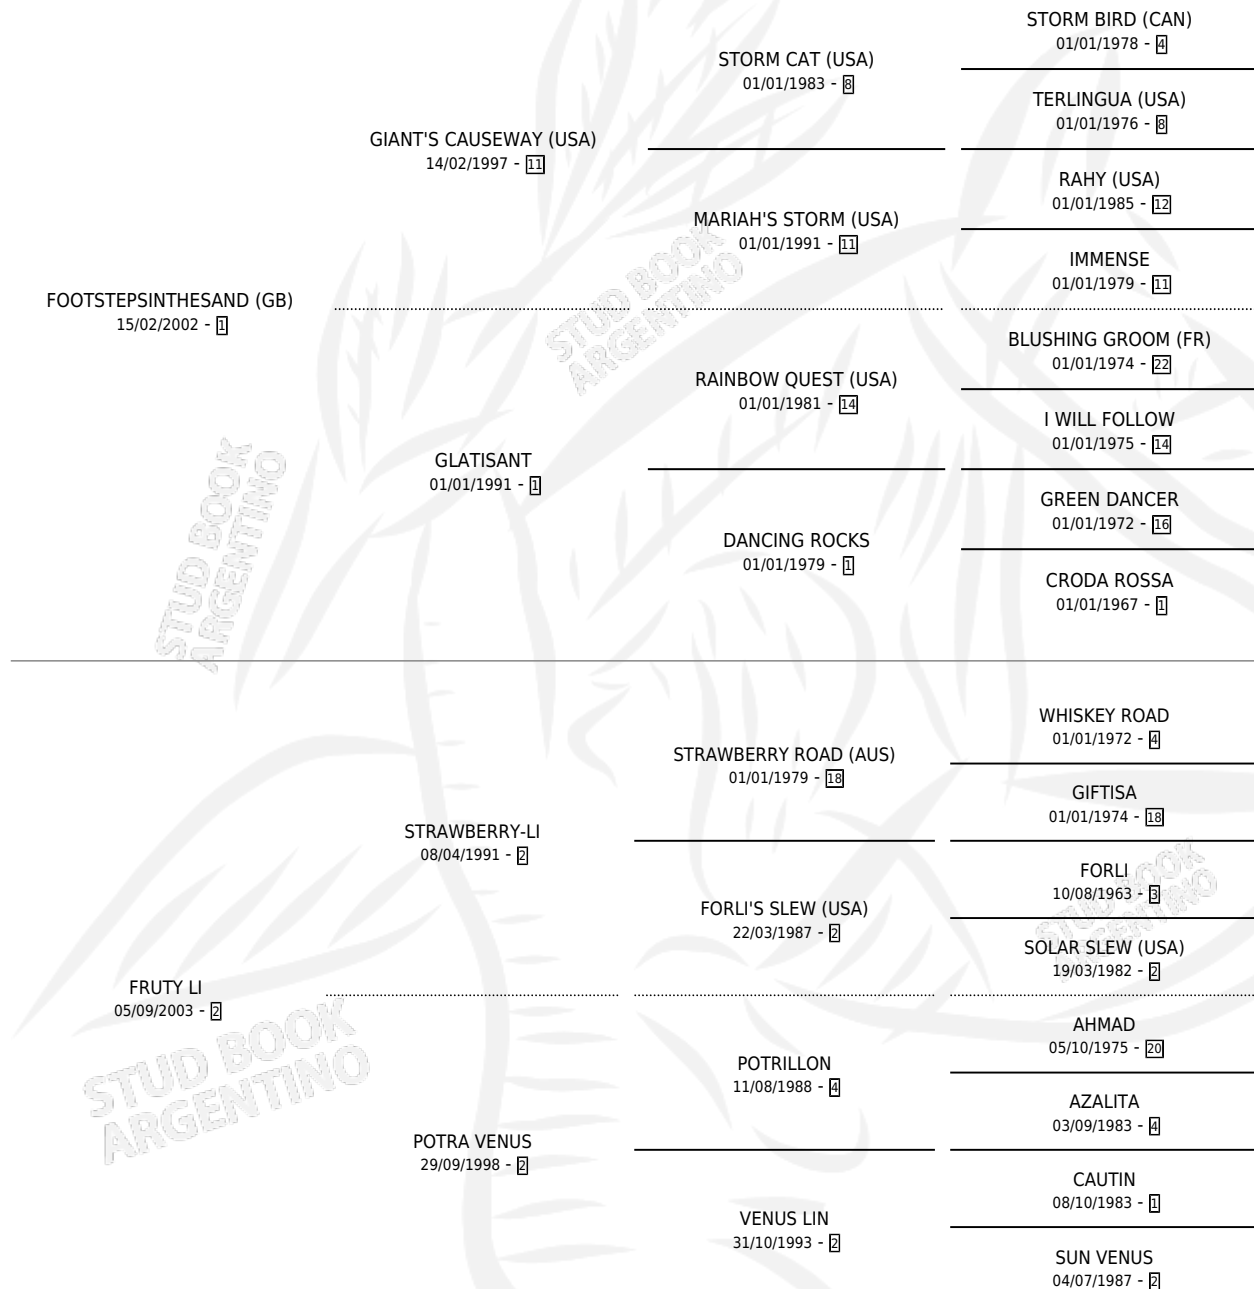 STORM BIRD (CAN)
01/01/1978 - 4
STORM CAT (USA)
01/01/1983 - 8
TERLINGUA (USA)
01/01/1976 - 8
GIANT'S CAUSEWAY (USA)
14/02/1997 - 11
RAHY (USA)
01/01/1985 - 12
MARIAH'S STORM (USA)
01/01/1991 - 11
IMMENSE
01/01/1979 - 11
FOOTSTEPSINTHESAND (GB)
15/02/2002 - 1
BLUSHING GROOM (FR)
01/01/1974 - 22
RAINBOW QUEST (USA)
01/01/1981 - 14
I WILL FOLLOW
01/01/1975 - 14
GLATISANT
01/01/1991 - 1
GREEN DANCER
01/01/1972 - 16
DANCING ROCKS
01/01/1979 - 1
CRODA ROSSA
01/01/1967 - 1
WHISKEY ROAD
01/01/1972 - 4
STRAWBERRY ROAD (AUS)
01/01/1979 - 18
GIFTISA
01/01/1974 - 18
STRAWBERRY-LI
08/04/1991 - 2
FORLI
10/08/1963 - 3
FORLI'S SLEW (USA)
22/03/1987 - 2
SOLAR SLEW (USA)
19/03/1982 - 2
FRUTY LI
05/09/2003 - 2
AHMAD
05/10/1975 - 20
POTRILLON
11/08/1988 - 4
AZALITA
03/09/1983 - 4
POTRA VENUS
29/09/1998 - 2
CAUTIN
08/10/1983 - 1
VENUS LIN
31/10/1993 - 2
SUN VENUS
04/07/1987 - 2
STUD BOOK
ARGENTINO
STUD BOOK
ARGENTINO
STUD BOOK
ARGENTINO
STUD BOOK
ARGENTINO